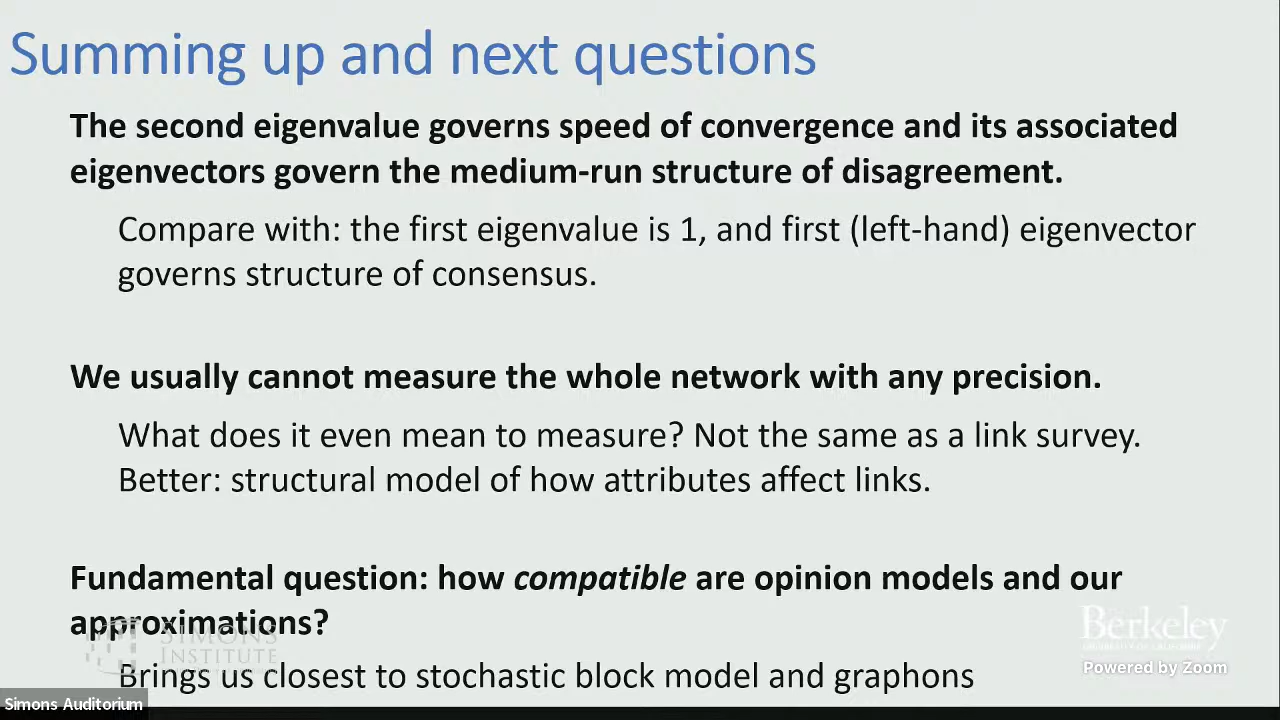 Summing up and next questions
The second eigenvalue governs speed of convergence and its associated
eigenvectors govern the medium-run structure of disagreement.
Compare with: the first eigenvalue is 1, and first (left-hand) eigenvector
governs structure of consensus.
We usually cannot measure the whole network with any precision.
What does it even mean to measure? Not the same as a link survey.
Better: structural model of how attributes affect links.
Fundamental question: how compatible are opinion models and our
approximations?
SIMONS
INSTITUTE
Berkeley
UNIVERSITY OF CALIFORNIA
Powered by Zoom
Brings us closest to stochastic block model and graphons
Simons Auditorium